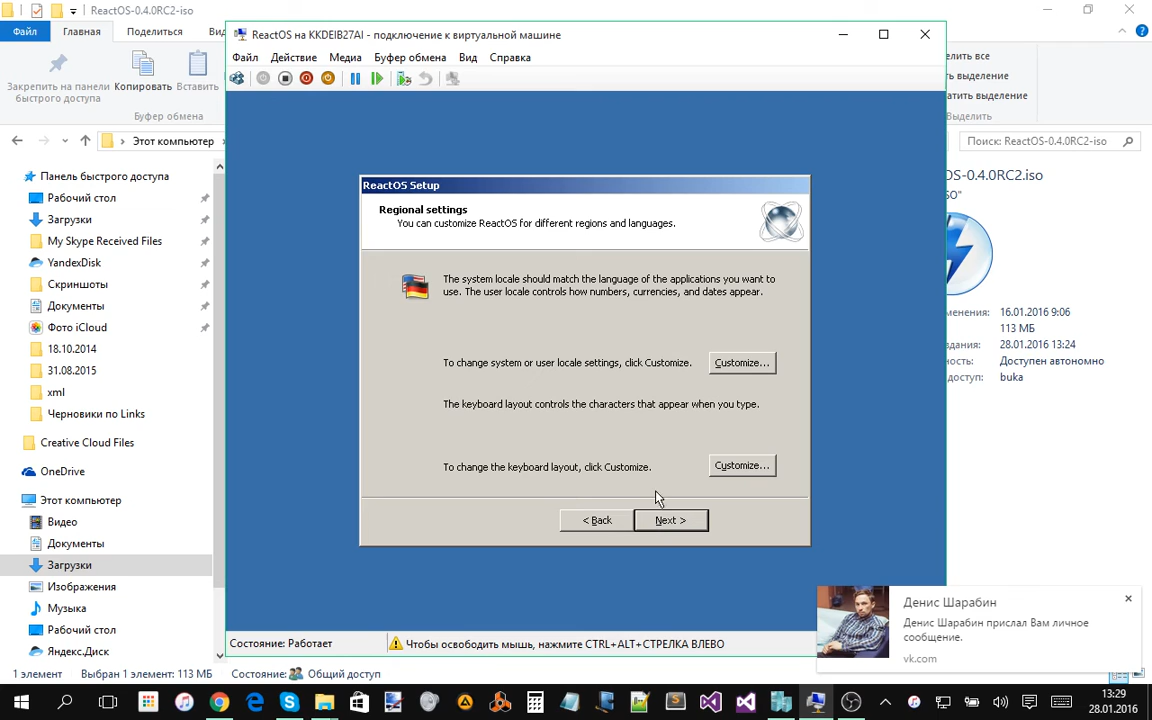 ReactOS-0.4.0RC2-iso
Файл
Главная
Поделиться
Закрепить на панели
быстрого доступа
Копировать
Вставить
Буфер обмена
Этот компьютер
Панель быстрого доступа
Рабочий стол
Загрузки
My Skype Received Files
YandexDisk
Скриншоты
Документы
Фото iCloud
18.10.2014
31.08.2015
xml
Черновики по Links
Creative Cloud Files
OneDrive
Этот компьютер
Видео
Документы
Загрузки
Изображения
Музыка
Рабочий стол
Яндекс.Диск
1 элемент
Выбран 1 элемент: 113 МБ
Состояние:
Общий доступ
ReactOS на KKDEIB27AI - подключение к виртуальной машине
Файл
Действие
Медиа
Буфер обмена
Вид
Справка
ReactOS Setup
Regional settings
You can customize ReactOS for different regions and languages.
The system locale should match the language of the applications you want to
use. The user locale controls how numbers, currencies, and dates appear.
To change system or user locale settings, click Customize.
Customize...
The keyboard layout controls the characters that appear when you type.
To change the keyboard layout, click Customize.
Customize...
< Back
Next >
Состояние: Работает
Чтобы освободить мышь, нажмите CTRL+ALT+СТРЕЛКА ВЛЕВО
все
выделение
выделение
Поиск: ReactOS-0.4.0RC2-iso
OS-0.4.0RC2.iso
16.01.2016 9:06
113 МБ
28.01.2016 13:24
Доступен автономно
buka
Денис Шарабин
Денис Шарабин прислал Вам личное
сообщение.
vk.com
13:29
28.01.2016